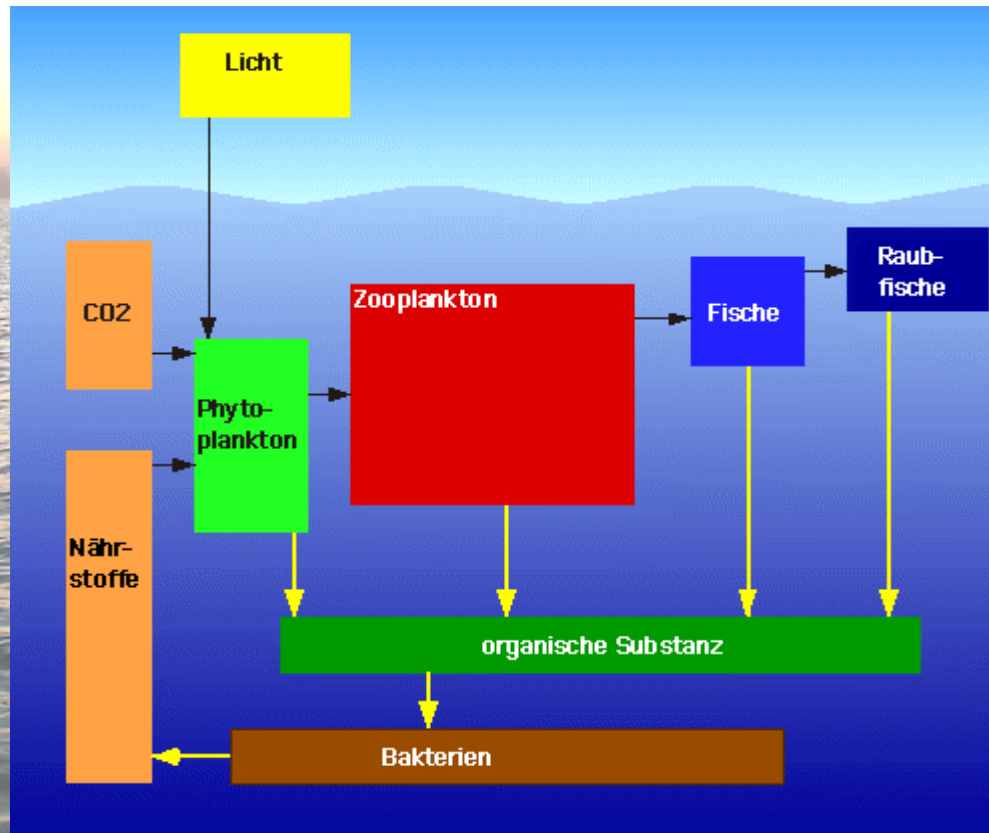 Licht
CO2
Phyto-
plankton
Zooplankton
Fische
Raub-
fische
Nähr-
stoffe
organische Substanz
Bakterien